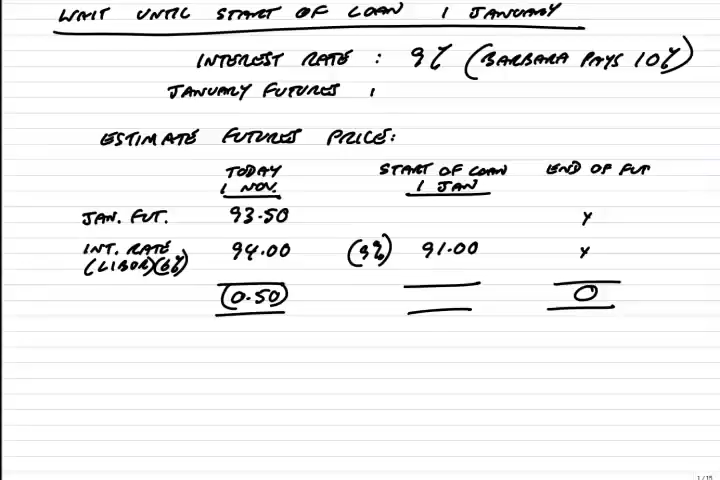 WAIT UNTIL START OF LOAN 1 JANUARY
INTEREST RATE : 9% (BARBARA PAYS 10%)
JANUARY FUTURES 1
ESTIMATE FUTURES PRICE:
TODAY START OF LOAN END OF FUT
1 NOV. 1 JAN
JAN. FUT. 93.50 Y
INT. RATE 94.00 (9%) 91.00 Y
(LIBOR)(6%)
(0.50) 0
1/15